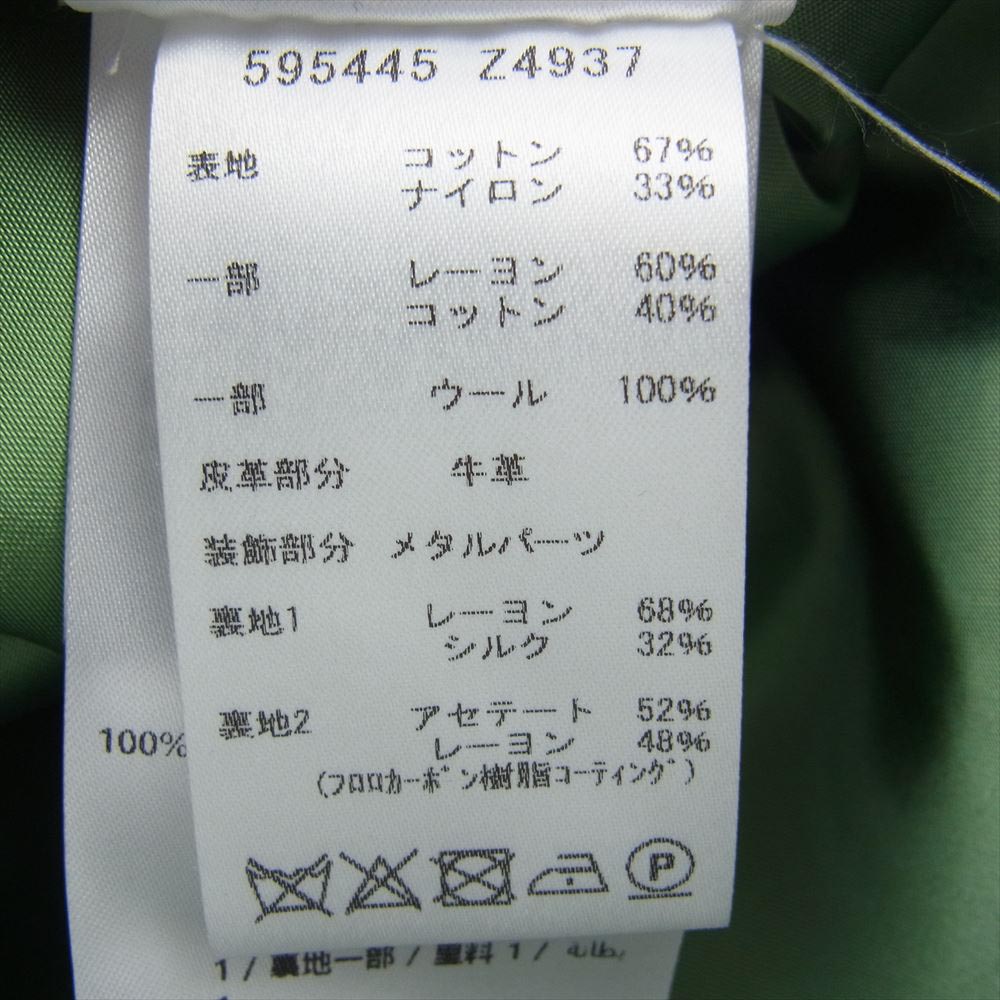 595445 Z4937
表地 コットン 67%
ナイロン 33%
一部 レーヨン 60%
コットン 40%
一部 ウール 100%
皮革部分 牛革
装飾部分 メタルパーツ
裏地1 レーヨン 68%
シルク 32%
裏地2 アセテート 52%
レーヨン 48%
(フロロカーボン樹脂コーティング)
100%
P
1 / 裏地一部 / 里料 1 /